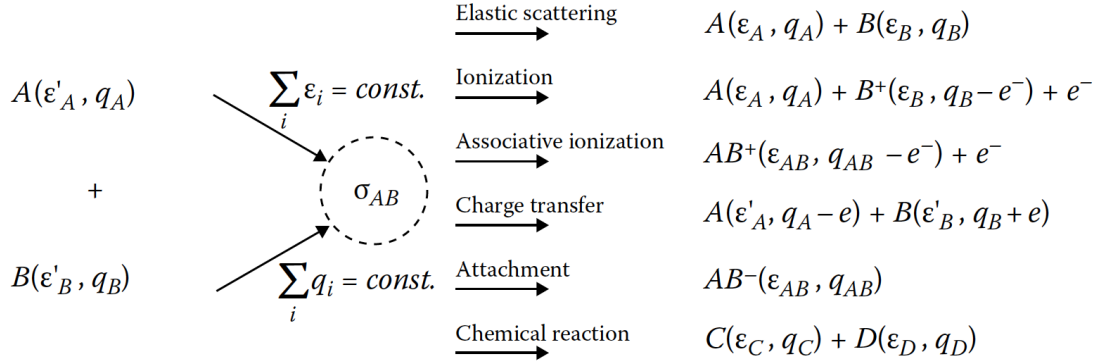 Elastic scattering
A(ε_A, q_A) + B(ε_B, q_B)
A(ε'_A, q_A)
∑_i ε_i = const.
Ionization
A(ε_A, q_A) + B⁺(ε_B, q_B – e⁻) + e⁻
Associative ionization
AB⁺(ε_AB, q_AB – e⁻) + e⁻
+
σ_AB
Charge transfer
A(ε'_A, q_A – e) + B(ε'_B, q_B + e)
B(ε'_B, q_B)
∑_i q_i = const.
Attachment
AB⁻(ε_AB, q_AB)
Chemical reaction
C(ε_C, q_C) + D(ε_D, q_D)